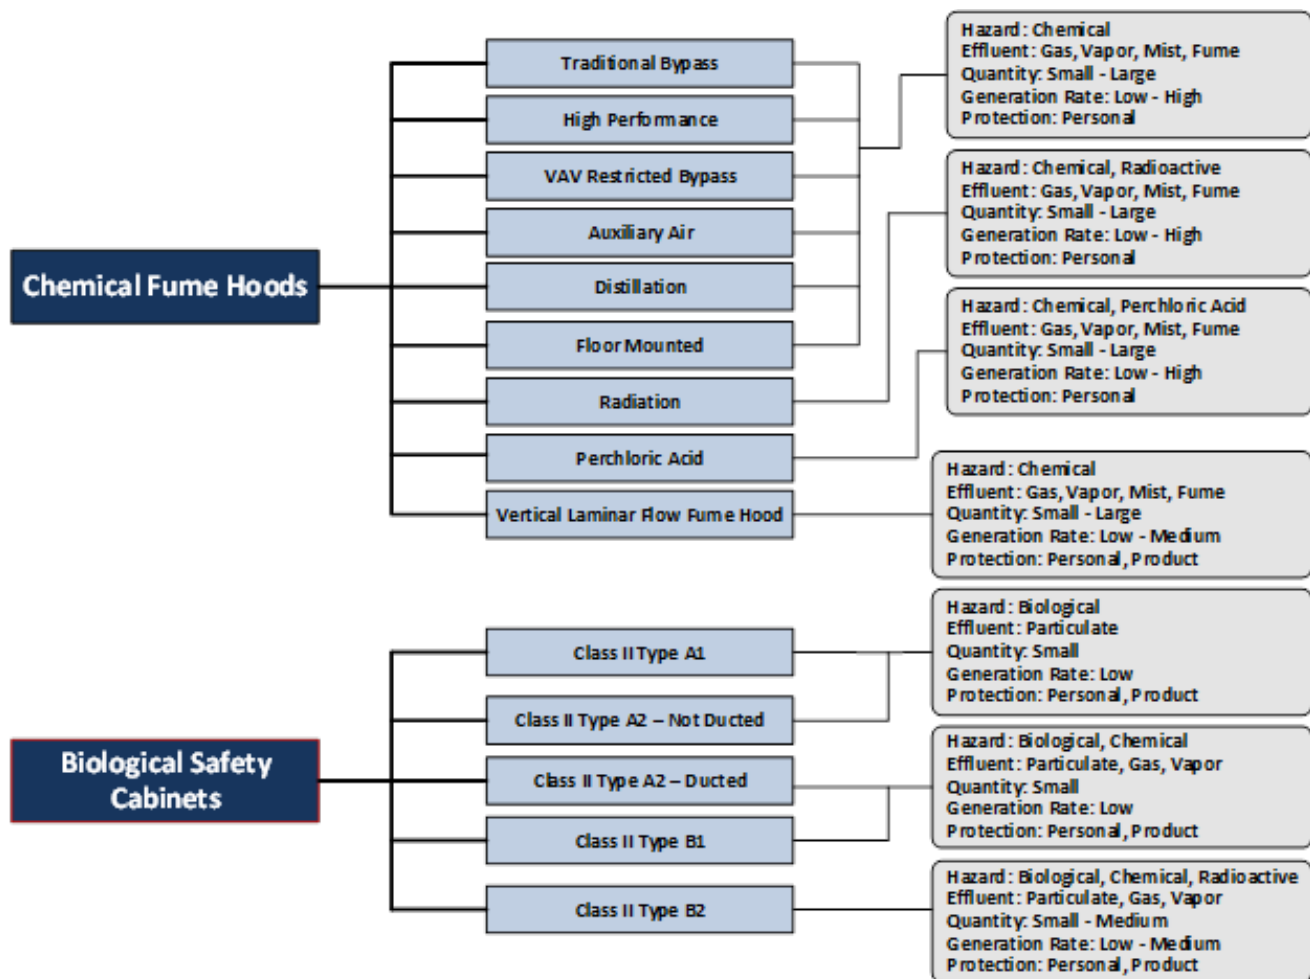 Traditional Bypass
High Performance
VAV Restricted Bypass
Auxiliary Air
Distillation
Floor Mounted
Radiation
Perchloric Acid
Vertical Laminar Flow Fume Hood
Chemical Fume Hoods
Hazard: Chemical
Effluent: Gas, Vapor, Mist, Fume
Quantity: Small - Large
Generation Rate: Low - High
Protection: Personal
Hazard: Chemical, Radioactive
Effluent: Gas, Vapor, Mist, Fume
Quantity: Small - Large
Generation Rate: Low - High
Protection: Personal
Hazard: Chemical, Perchloric Acid
Effluent: Gas, Vapor, Mist, Fume
Quantity: Small - Large
Generation Rate: Low - High
Protection: Personal
Hazard: Chemical
Effluent: Gas, Vapor, Mist, Fume
Quantity: Small - Large
Generation Rate: Low - Medium
Protection: Personal, Product
Biological Safety
Cabinets
Class II Type A1
Class II Type A2 – Not Ducted
Class II Type A2 – Ducted
Class II Type B1
Class II Type B2
Hazard: Biological
Effluent: Particulate
Quantity: Small
Generation Rate: Low
Protection: Personal, Product
Hazard: Biological, Chemical
Effluent: Particulate, Gas, Vapor
Quantity: Small
Generation Rate: Low
Protection: Personal, Product
Hazard: Biological, Chemical, Radioactive
Effluent: Particulate, Gas, Vapor
Quantity: Small - Medium
Generation Rate: Low - Medium
Protection: Personal, Product